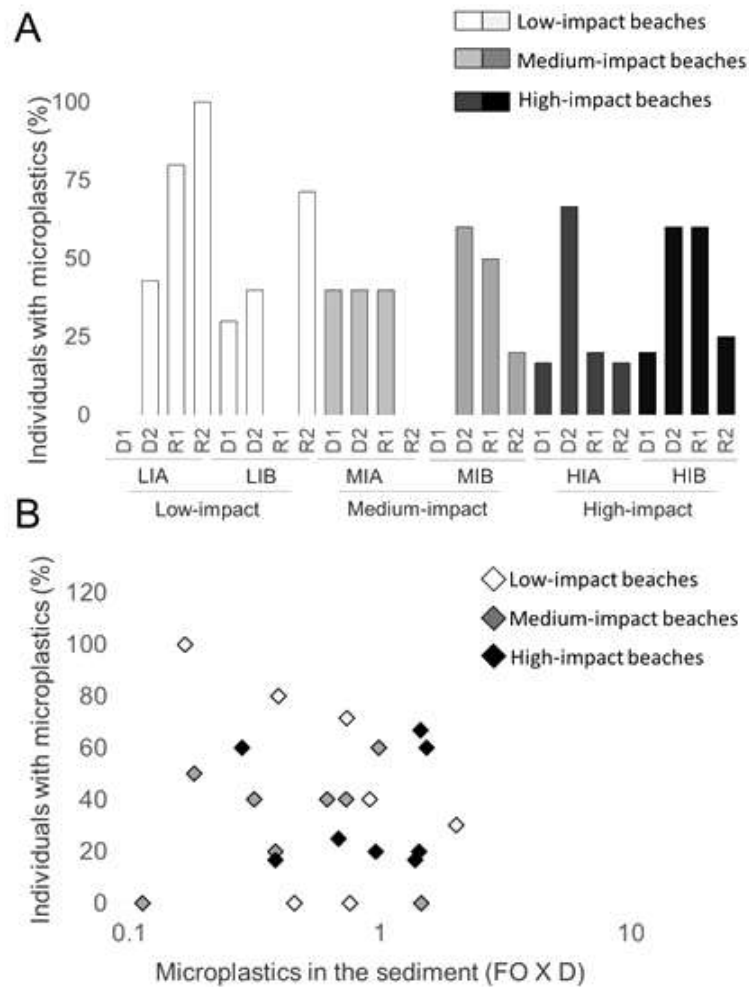 A
Low-impact beaches
Medium-impact beaches
High-impact beaches
Individuals with microplastics (%)
100
75
50
25
0
D1 D2 R1 R2 D1 D2 R1 R2 D1 D2 R1 R2 D1 D2 R1 R2 D1 D2 R1 R2 D1 D2 R1 R2
LIA LIB MIA MIB HIA HIB
Low-impact Medium-impact High-impact
B
Low-impact beaches
Medium-impact beaches
High-impact beaches
Individuals with microplastics (%)
120
100
80
60
40
20
0
0.1 1 10
Microplastics in the sediment (FO X D)